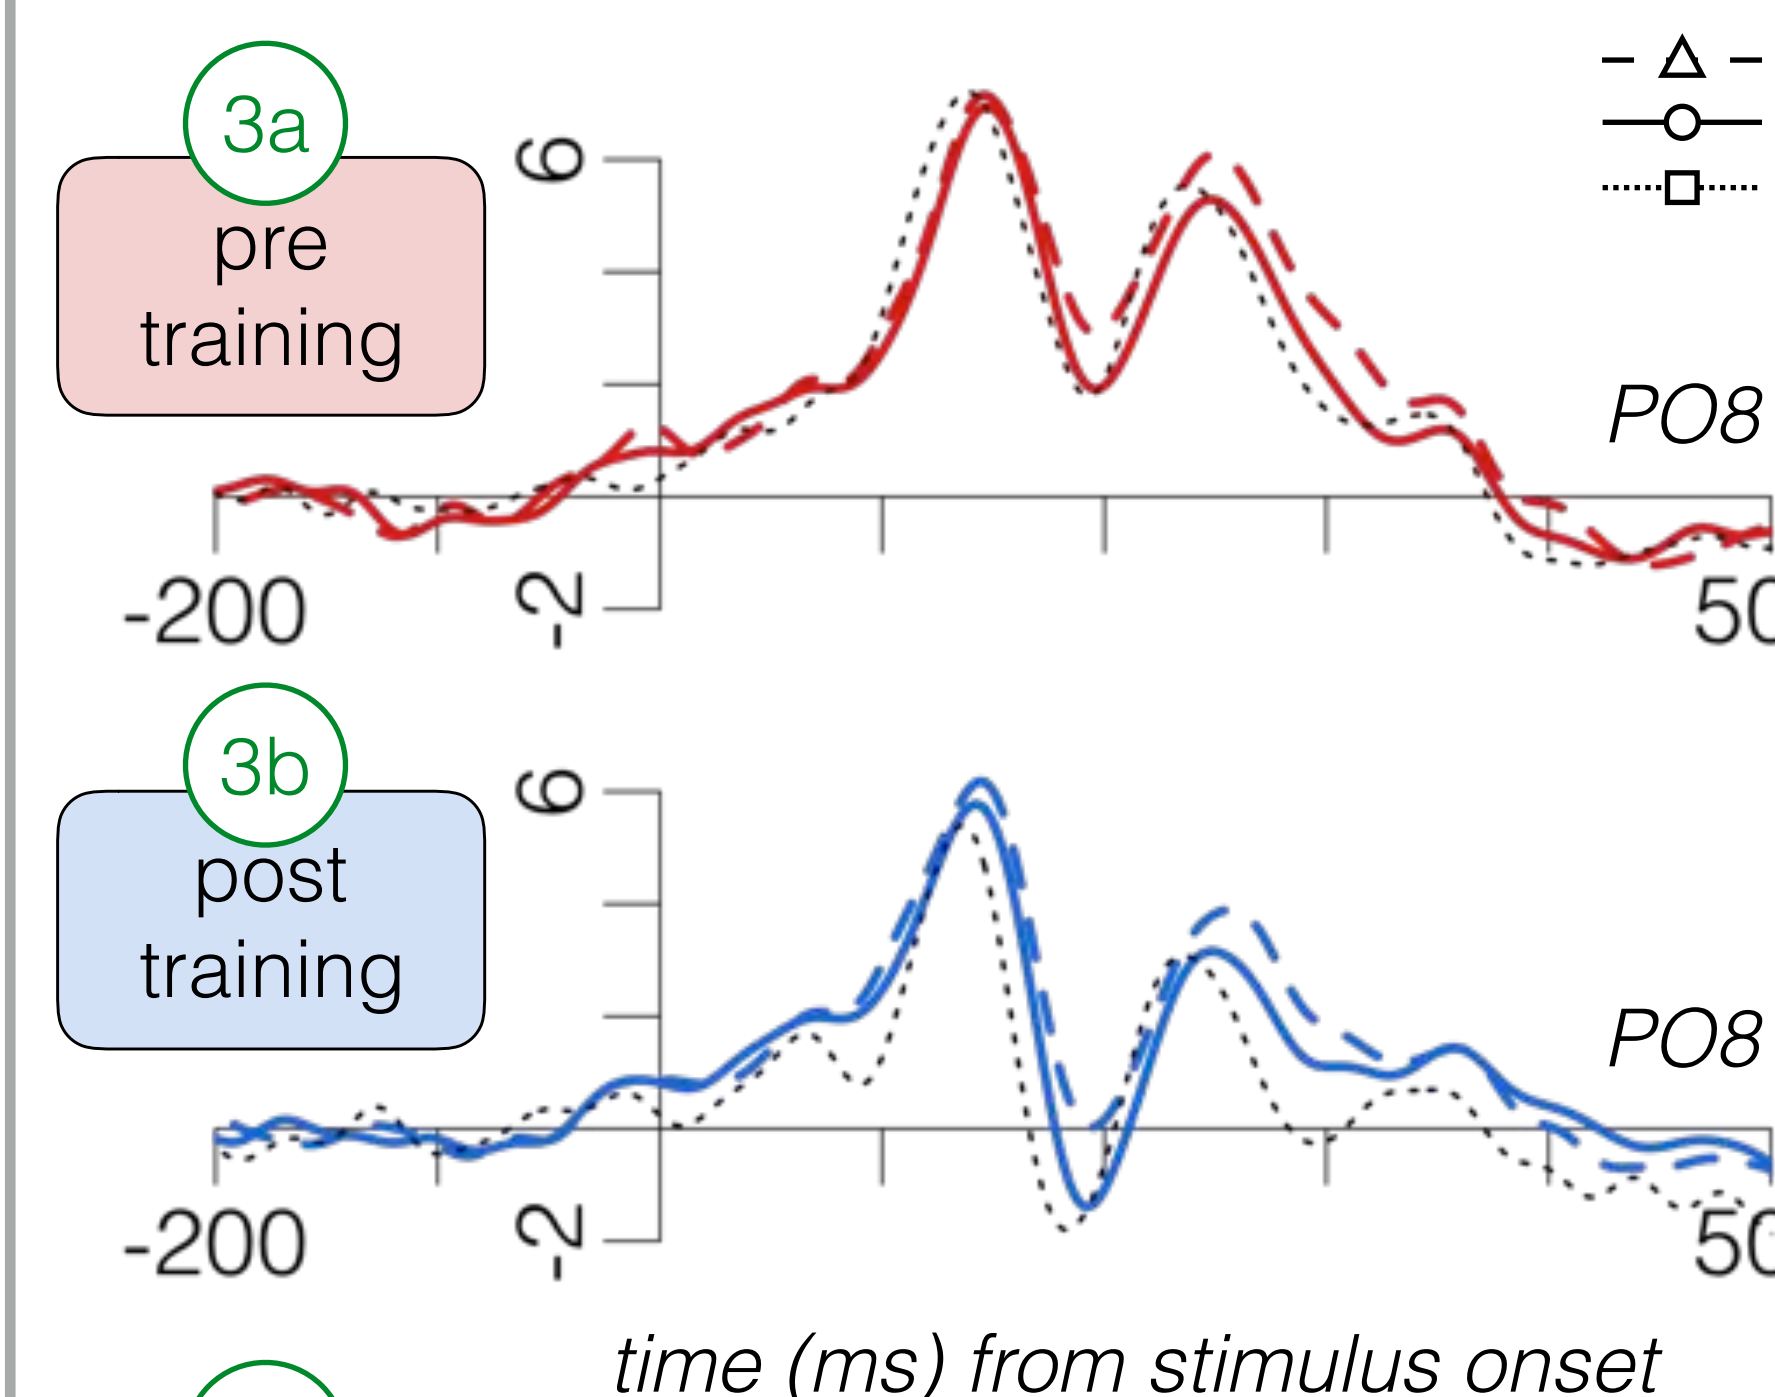 3a
pre
training
6
-2
-200
50
PO8
3b
post
training
6
-2
-200
50
PO8
time (ms) from stimulus onset